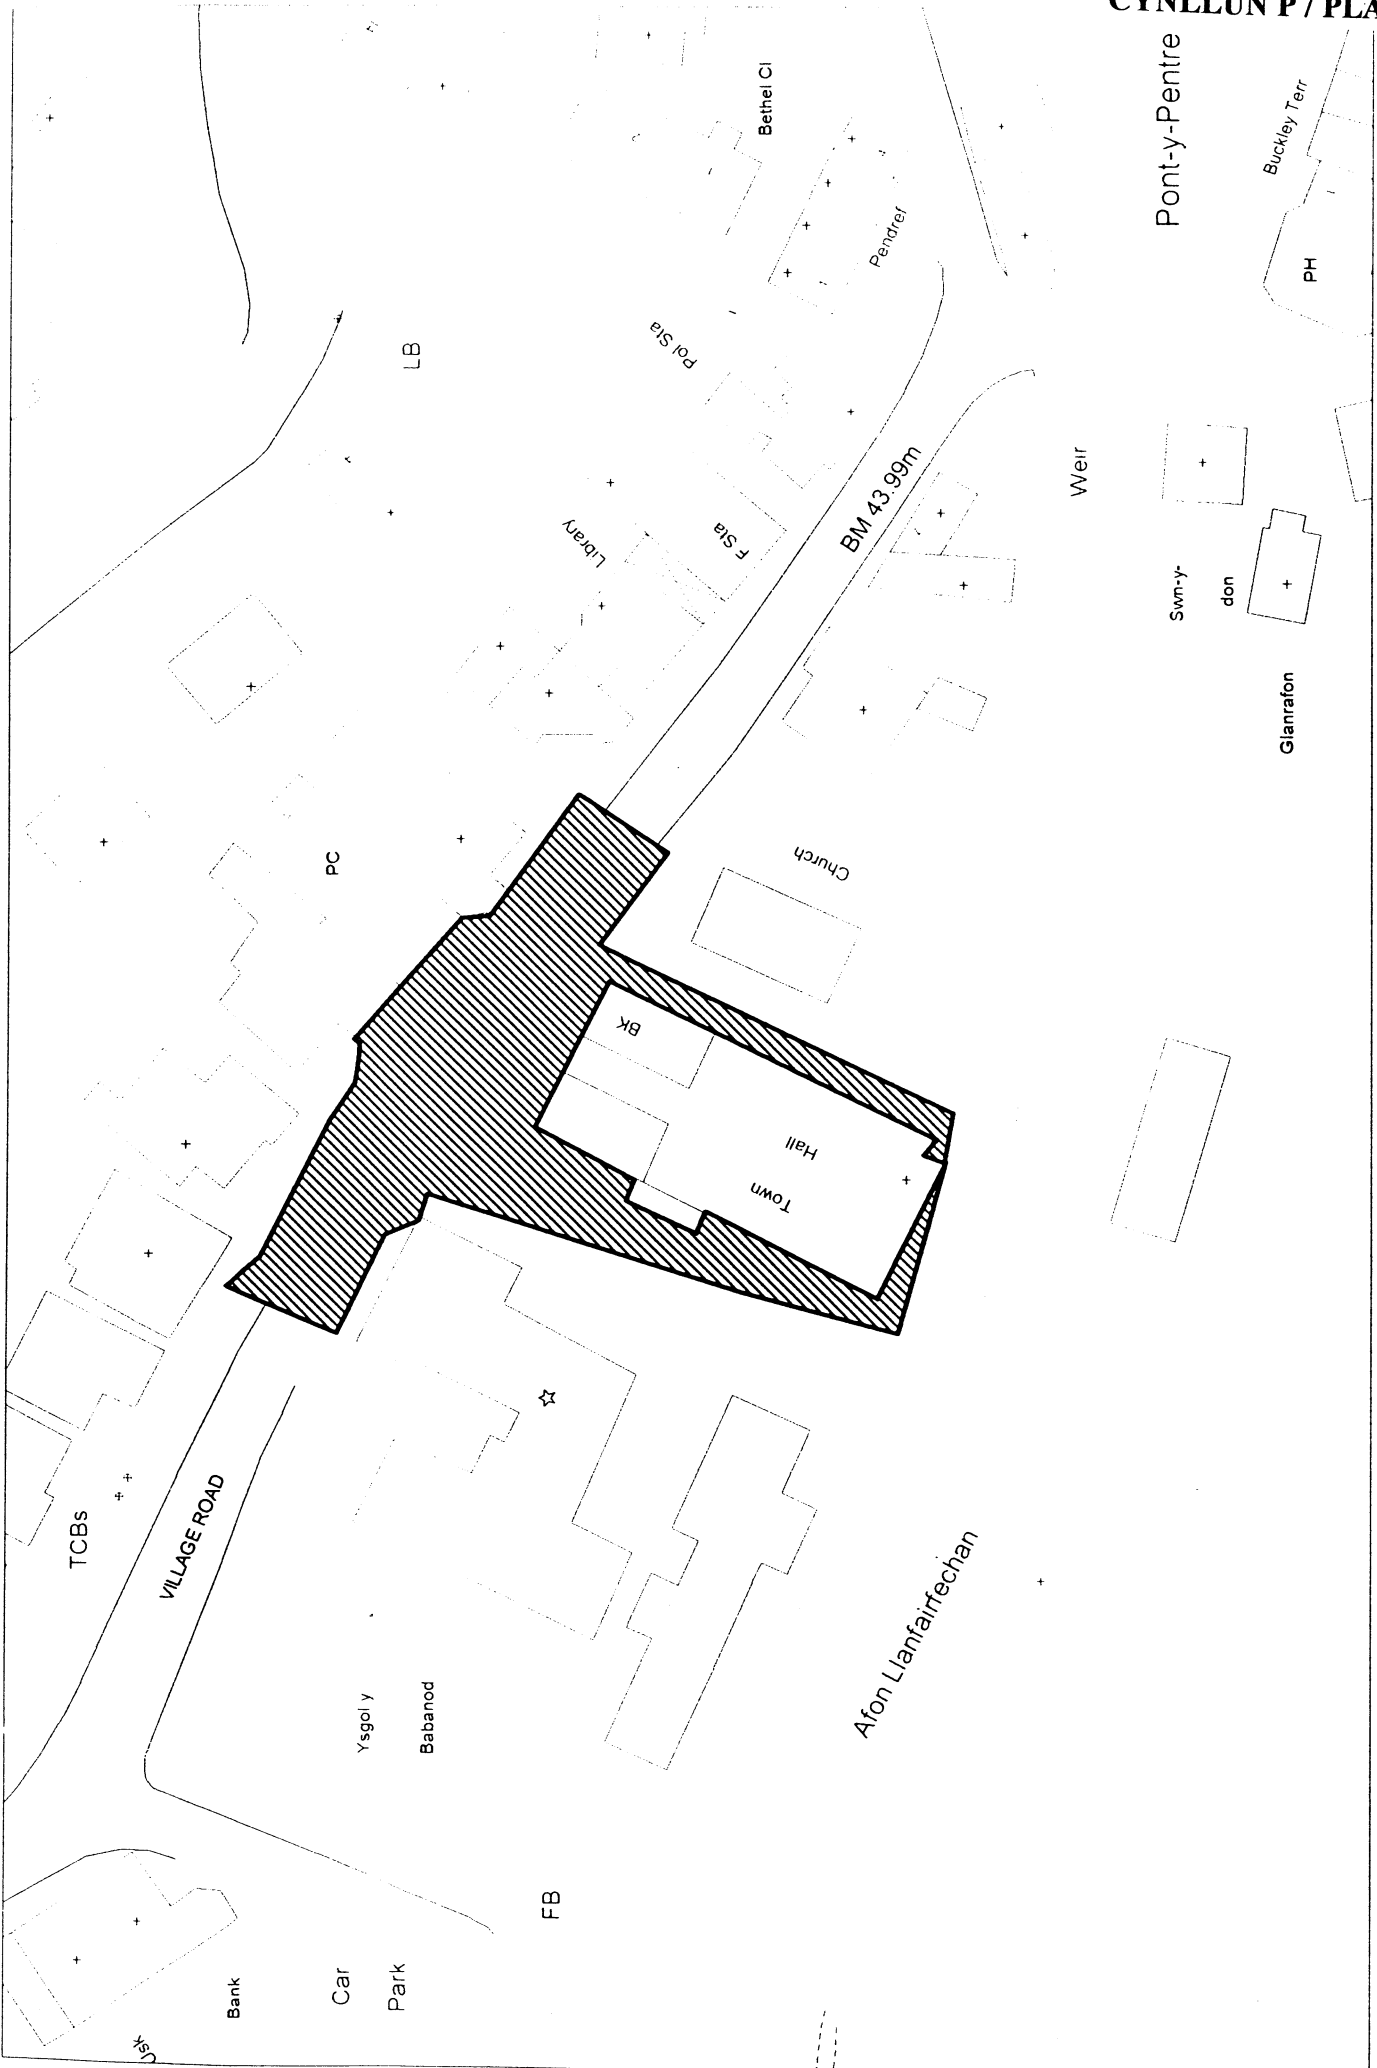 CYNLLUN P / PLA
Pont-y-Pentre
Buckley Terr
PH
Bethel Cl
Pendref
Pol Sta
LB
BM 43.99m
Weir
Library
F Sta
Swn-y-
don
Glanrafon
PC
Church
BK
Town
Hall
TCBs
VILLAGE ROAD
Ysgol y
Babanod
Afon Llanfairfechan
FB
Car
Park
Bank
Usk